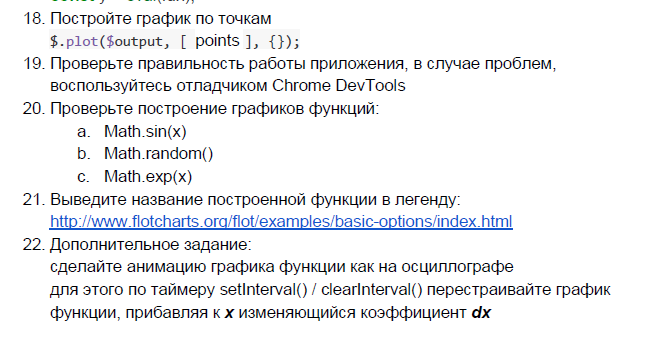 18. Постройте график по точкам
$.plot($output, [ points ], {});
19. Проверьте правильность работы приложения, в случае проблем,
воспользуйтесь отладчиком Chrome DevTools
20. Проверьте построение графиков функций:
a. Math.sin(x)
b. Math.random()
c. Math.exp(x)
21. Выведите название построенной функции в легенду:
http://www.flotcharts.org/flot/examples/basic-options/index.html
22. Дополнительное задание:
сделайте анимацию графика функции как на осциллографе
для этого по таймеру setInterval() / clearInterval() перестраивайте график
функции, прибавляя к x изменяющийся коэффициент dx